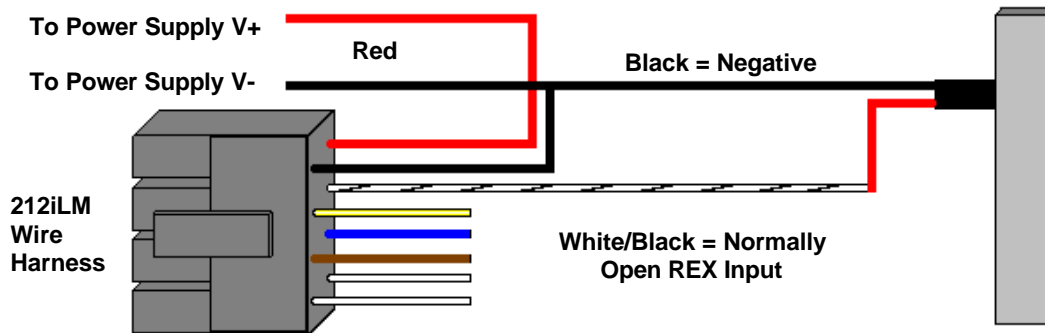 To Power Supply V+
Red
To Power Supply V-
Black = Negative
212iLM
Wire
Harness
White/Black = Normally
Open REX Input